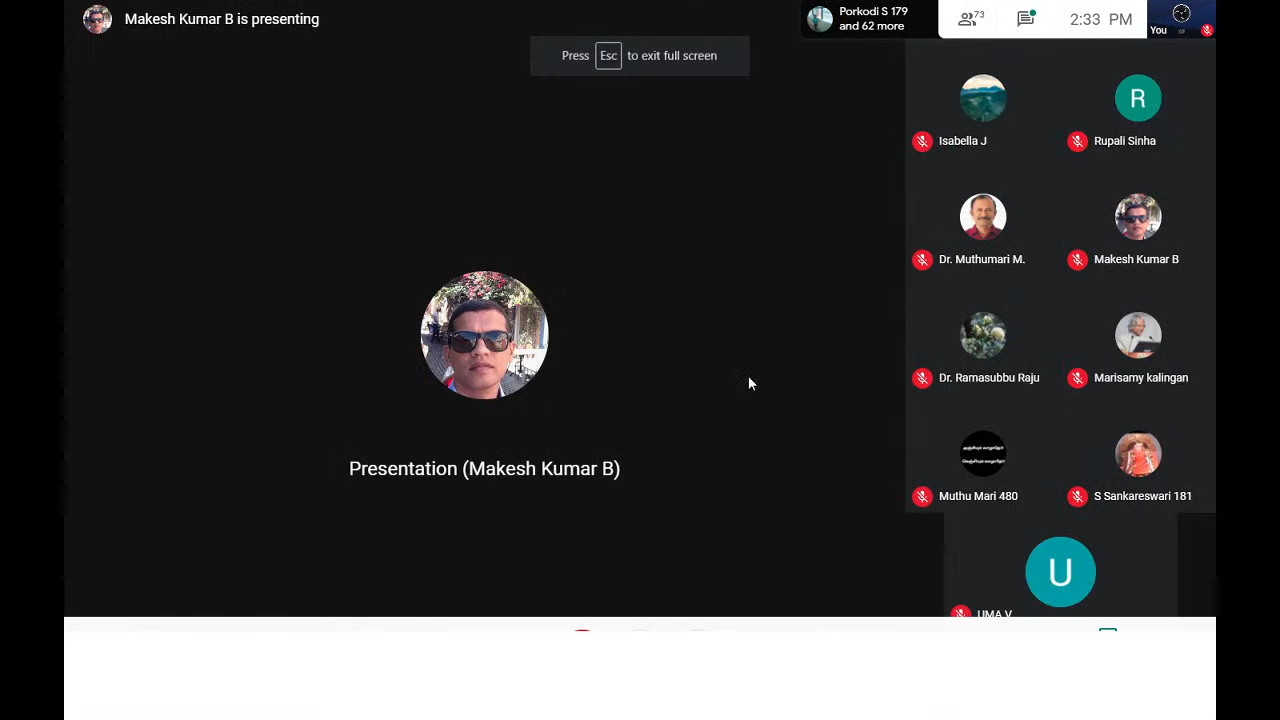 Makesh Kumar B is presenting
Porkodi S 179
and 62 more
73
2:33 PM
You
Press Esc to exit full screen
Isabella J
R
Rupali Sinha
Dr. Muthumari M.
Makesh Kumar B
Dr. Ramasubbu Raju
Marisamy kalingan
Presentation (Makesh Kumar B)
Muthu Mari 480
S Sankareswari 181
U
UMA V